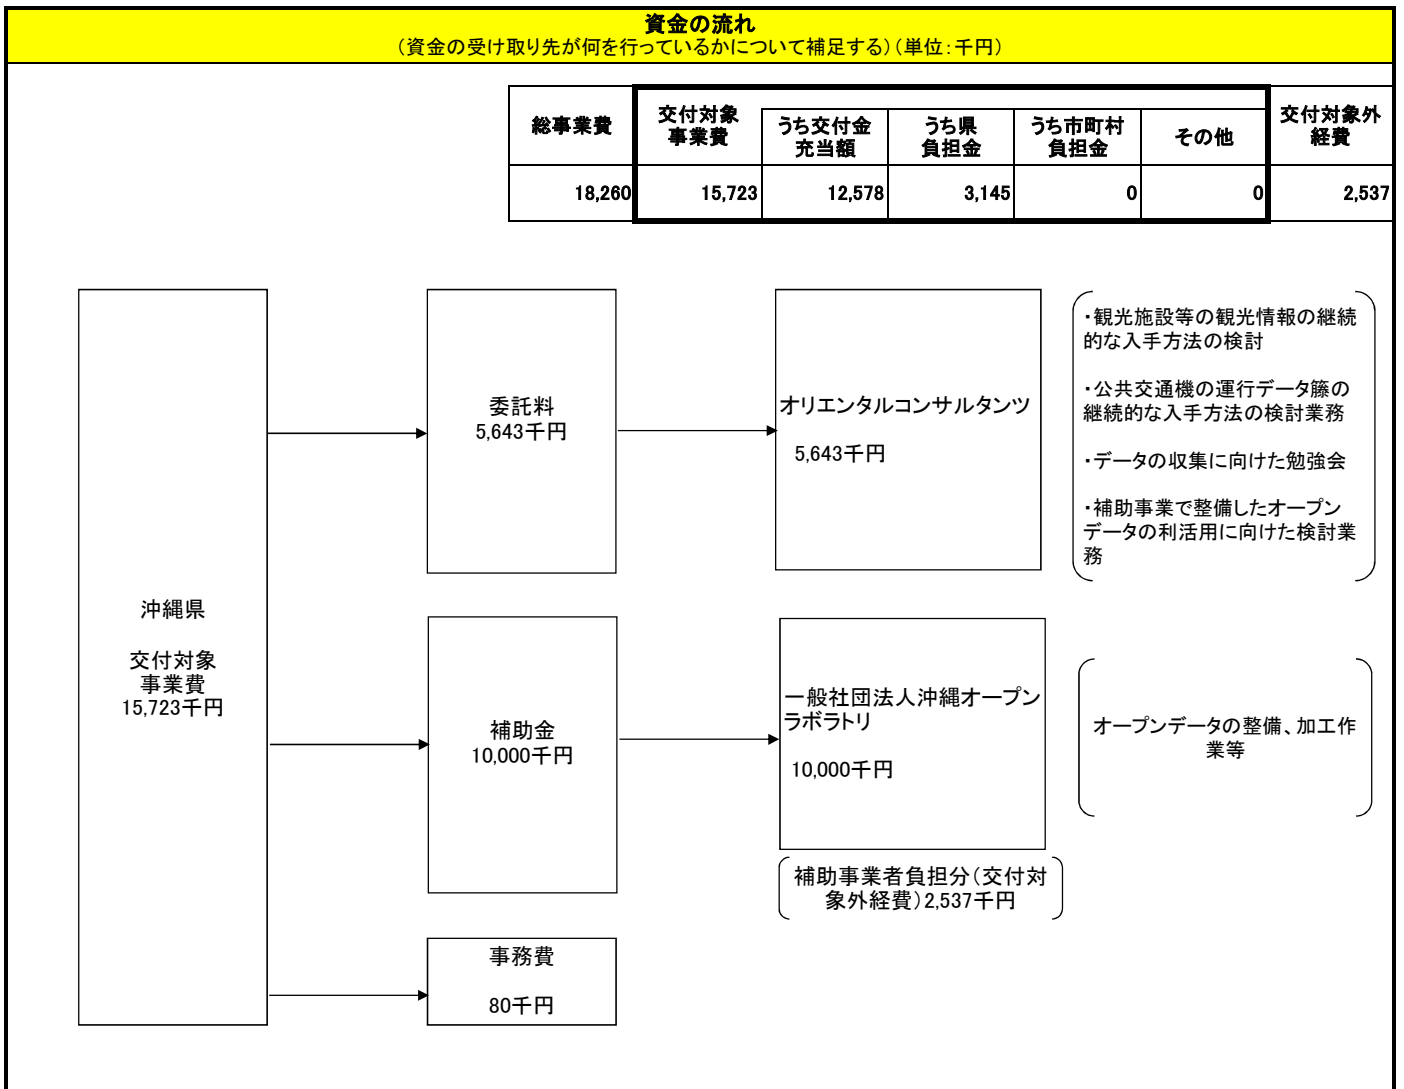 資金の流れ
（資金の受け取り先が何を行っているかについて補足する）（単位：千円）
総事業費
交付対象
事業費
うち交付金
充当額
うち県
負担金
うち市町村
負担金
その他
交付対象外
経費
18,260
15,723
12,578
3,145
0
0
2,537
沖縄県
交付対象
事業費
15,723千円
委託料
5,643千円
オリエンタルコンサルタンツ
5,643千円
・観光施設等の観光情報の継続
的な入手方法の検討
・公共交通機の運行データ籐の
継続的な入手方法の検討業務
・データの収集に向けた勉強会
・補助事業で整備したオープン
データの利活用に向けた検討業
務
補助金
10,000千円
一般社団法人沖縄オープン
ラボラトリ
10,000千円
オープンデータの整備、加工作
業等
補助事業者負担分（交付対
象外経費）2,537千円
事務費
80千円